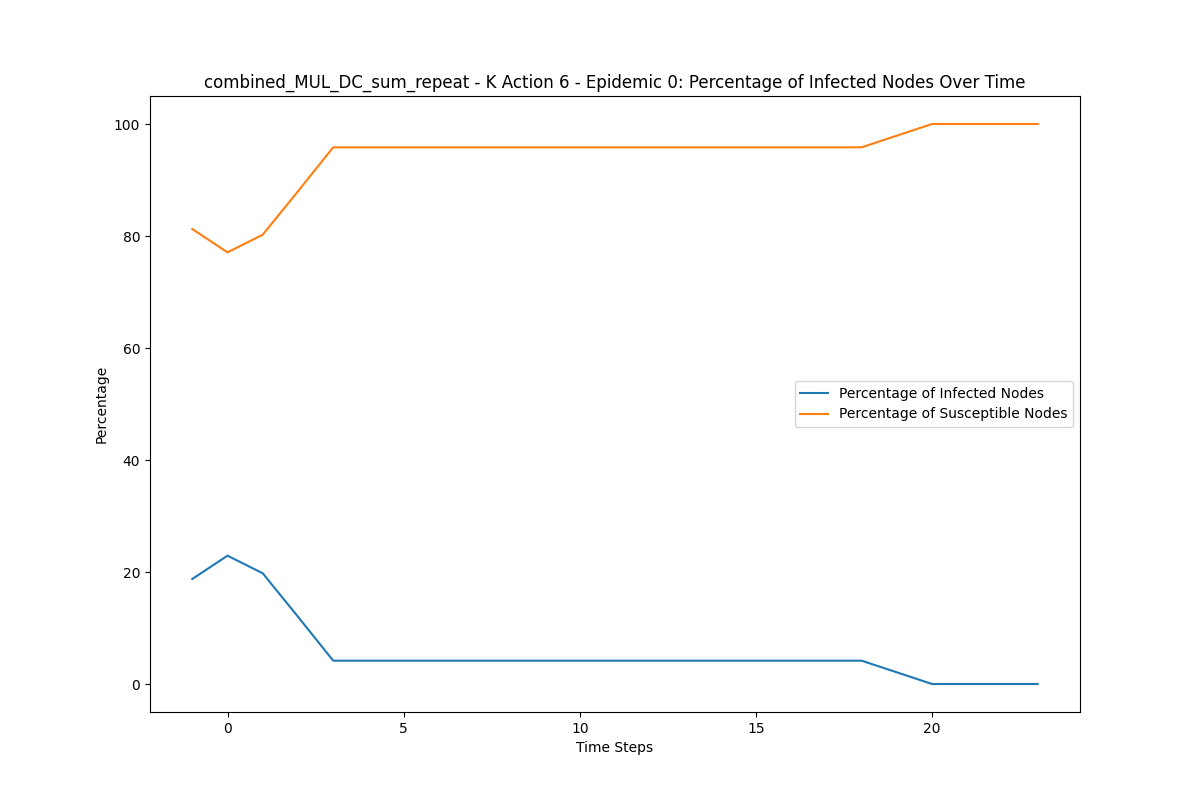 combined_MUL_DC_sum_repeat - K Action 6 - Epidemic 0: Percentage of Infected Nodes Over Time
100
80
60
40
20
0
Percentage
Percentage of Infected Nodes
Percentage of Susceptible Nodes
0 5 10 15 20
Time Steps